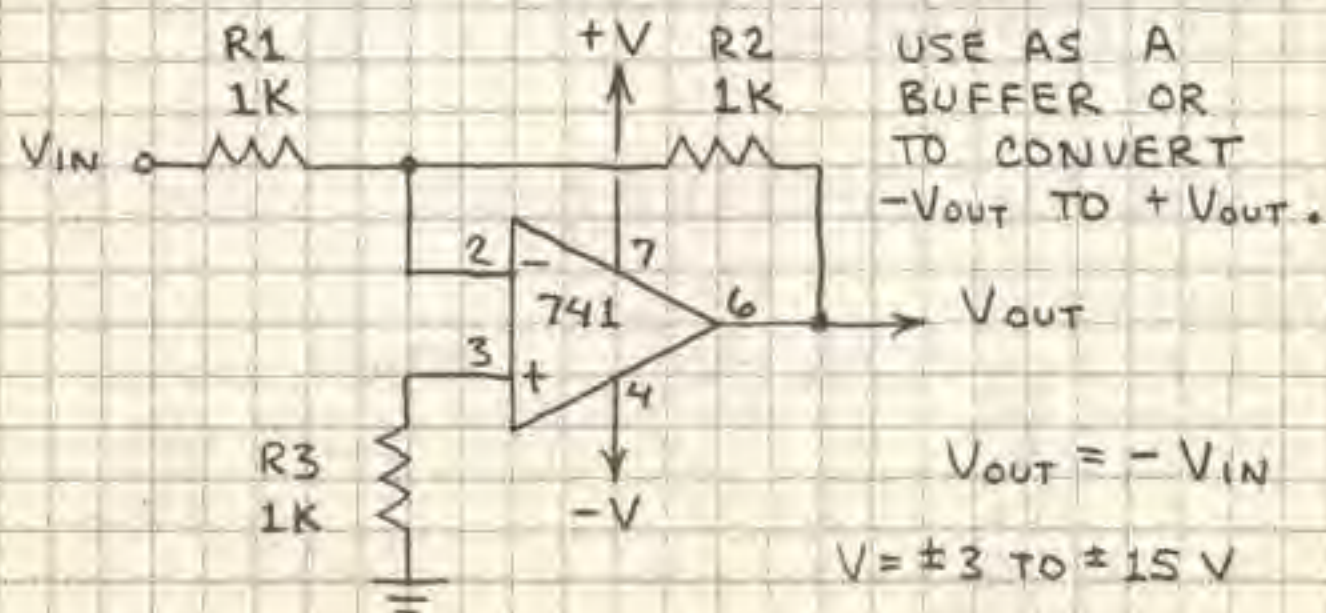 R1
1K
+V
R2
1K
USE AS A
BUFFER OR
TO CONVERT
-VOUT TO + VOUT.
VIN
2
-
7
741
6
VOUT
3
+
4
R3
1K
-V
VOUT = - VIN
V = ±3 TO ±15 V